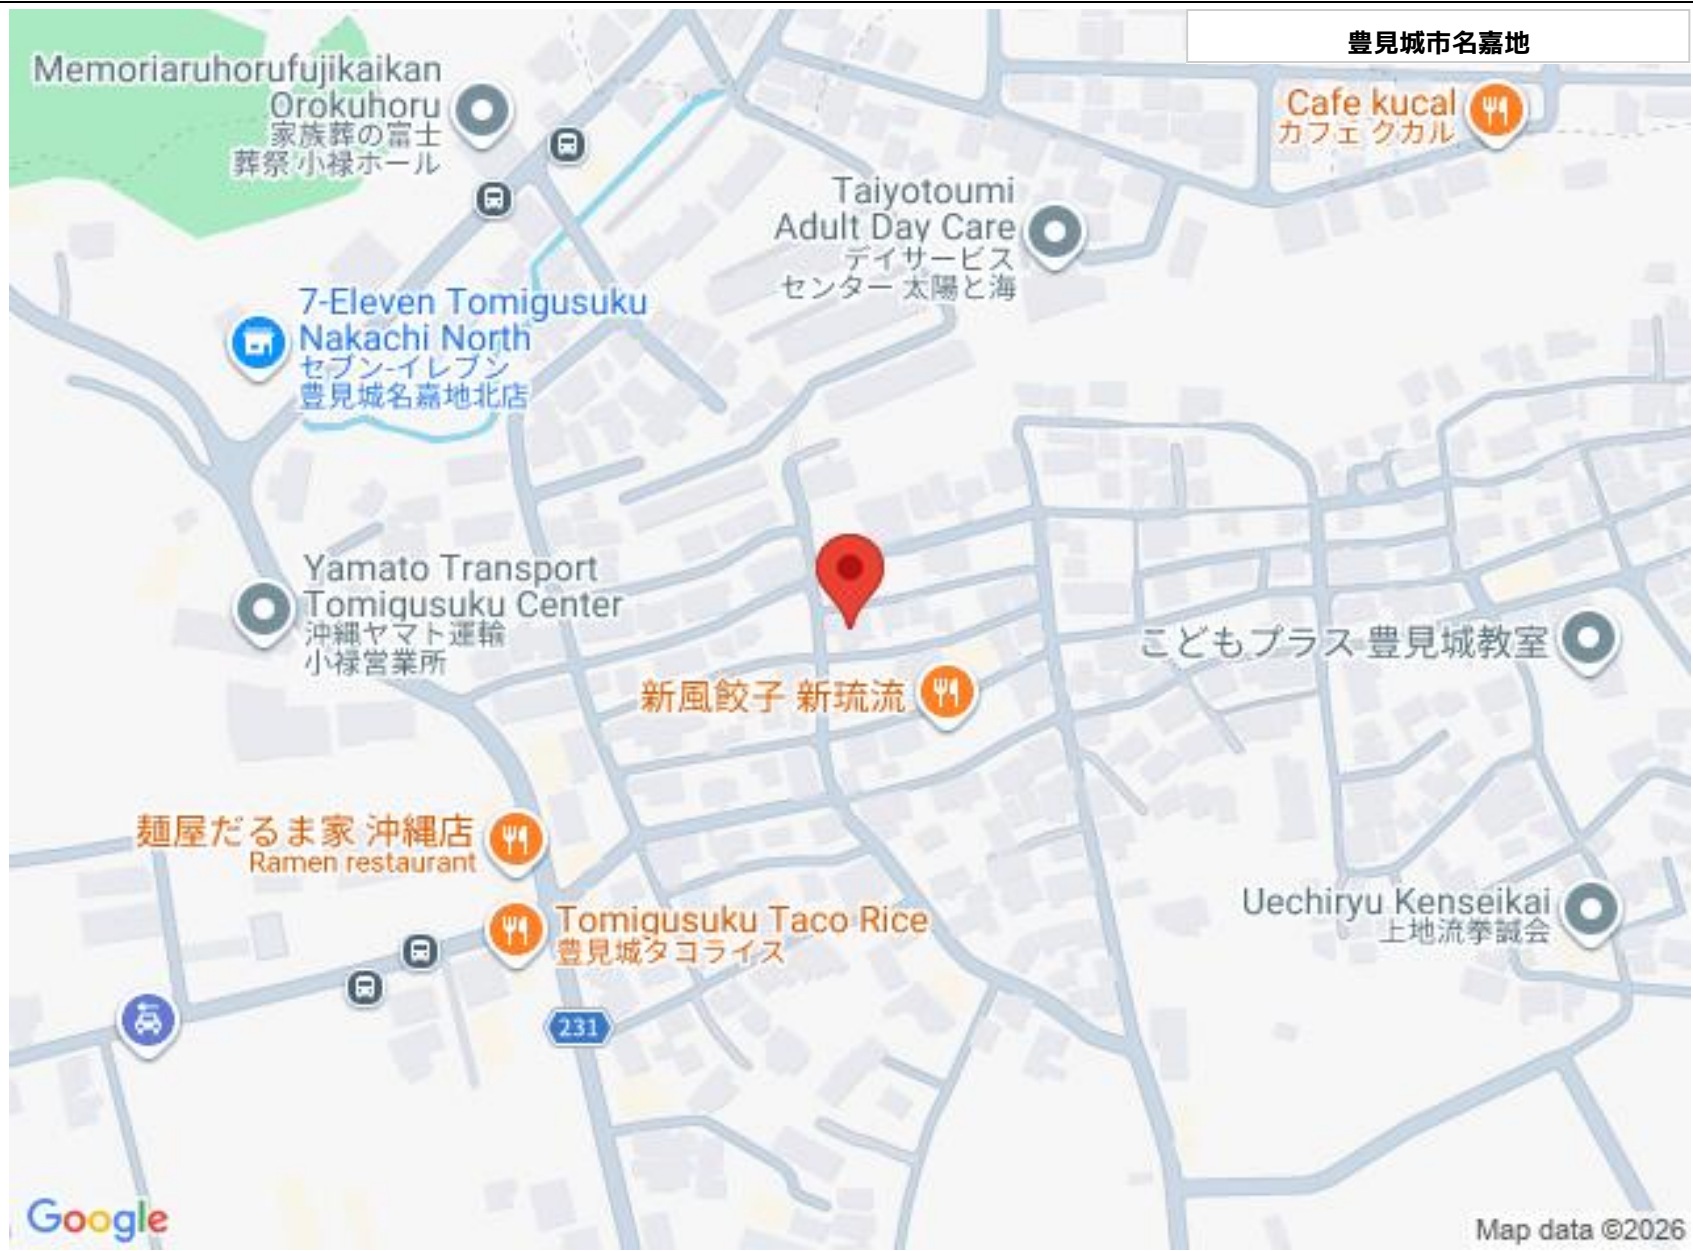 豊見城市名嘉地
Memoriaruhorufujikaikan
Orokuhoru
家族葬の富士
葬祭 小禄ホール
Cafe kucal
カフェ クカル
Taiyotoumi
Adult Day Care
デイサービス
センター 太陽と海
7-Eleven Tomigusuku
Nakachi North
セブン-イレブン
豊見城名嘉地北店
Yamato Transport
Tomigusuku Center
沖縄ヤマト運輸
小禄営業所
こどもプラス 豊見城教室
新風餃子 新琉流
麺屋だるま家 沖縄店
Ramen restaurant
Uechiryu Kenseikai
上地流拳誠会
Tomigusuku Taco Rice
豊見城タコライス
231
Google
Map data ©2026